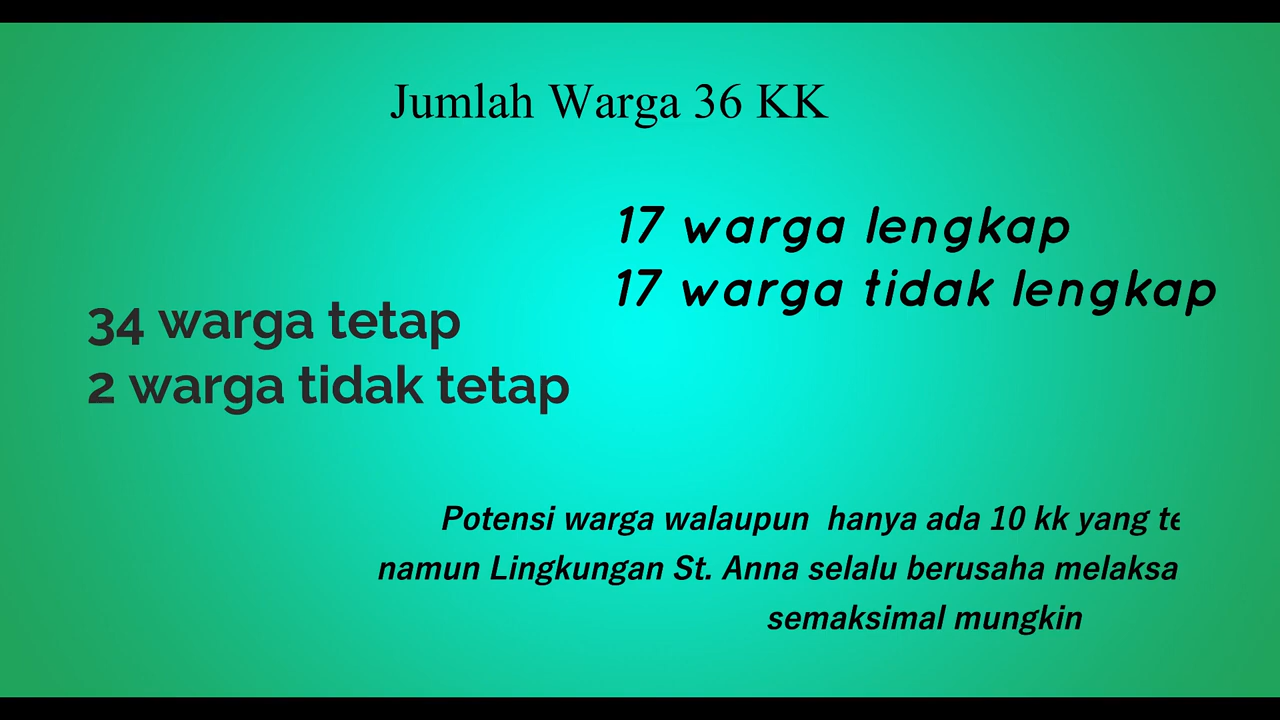 Jumlah Warga 36 KK
17 warga lengkap
17 warga tidak lengkap
34 warga tetap
2 warga tidak tetap
Potensi warga walaupun hanya ada 10 kk yang
namun Lingkungan St. Anna selalu berusaha
semaksimal mungkin